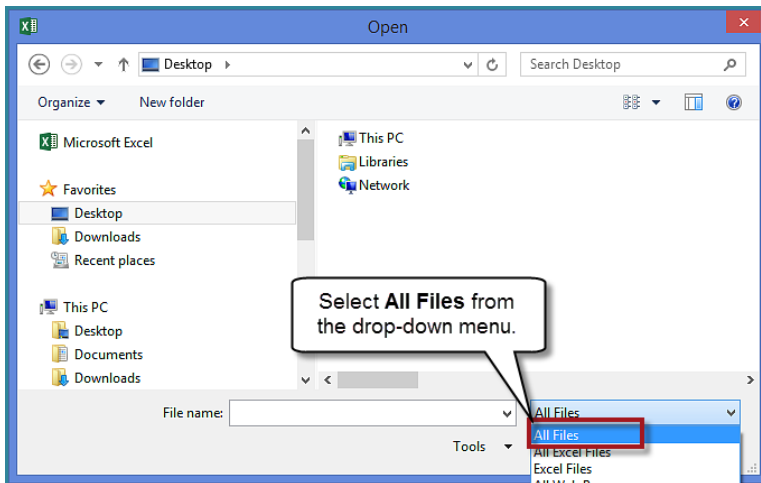 Open
Desktop
Search Desktop
Organize
New folder
Microsoft Excel
Favorites
Desktop
Downloads
Recent places
This PC
Desktop
Documents
Downloads
This PC
Libraries
Network
Select All Files from
the drop-down menu.
File name:
All Files
Tools
All Files
All Excel Files
Excel Files